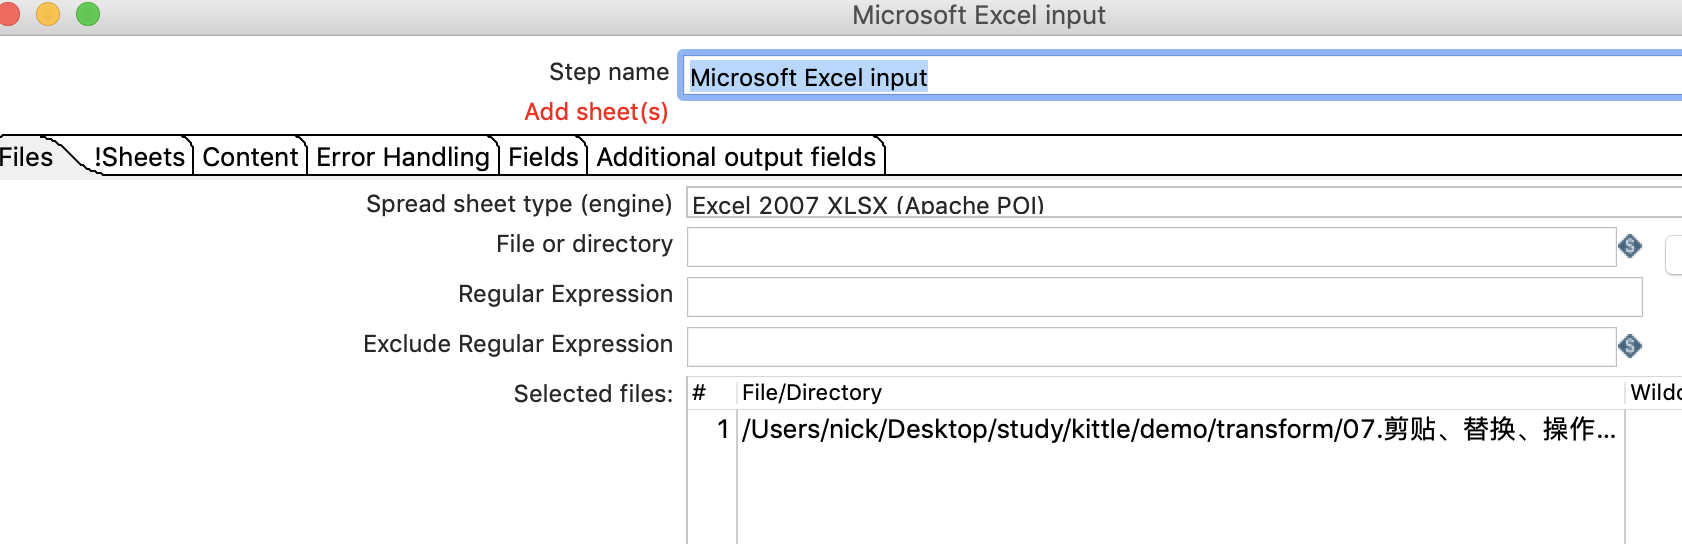 Microsoft Excel input
Step name Microsoft Excel input
Add sheet(s)
Files !Sheets Content Error Handling Fields Additional output fields
Spread sheet type (engine) Excel 2007 XLSX (Apache POI)
File or directory
Regular Expression
Exclude Regular Expression
Selected files: # File/Directory Wildc
1 /Users/nick/Desktop/study/kittle/demo/transform/07.剪贴、替换、操作...